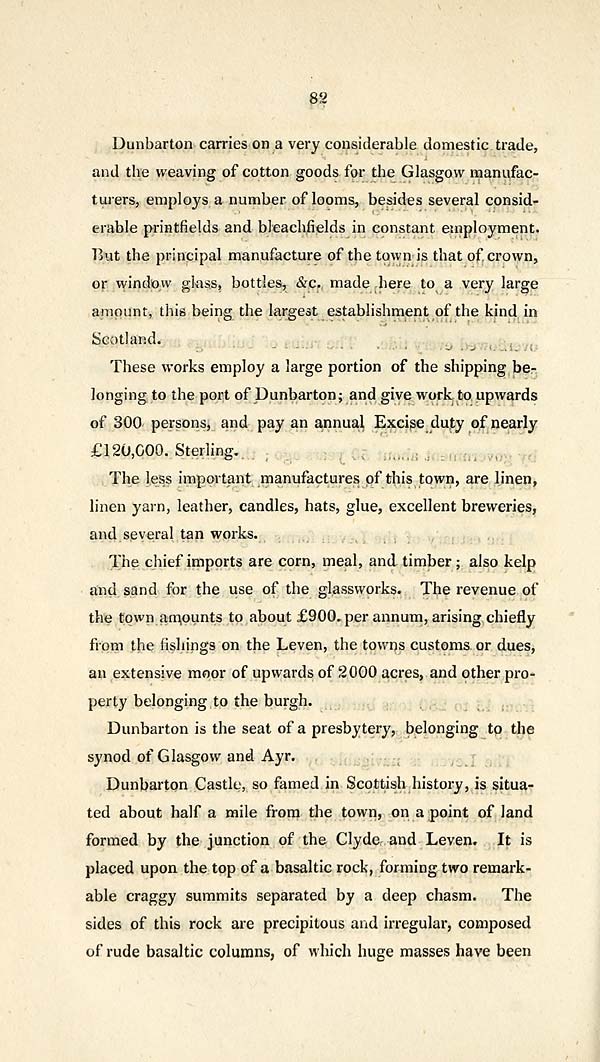 82
Dunbarton carries on a very considerable domestic trade,
and the weaving of cotton goods for the Glasgow manufac-
turers, employs a number of looms, besides several consid-
erable printfields and bleachfields in constant employment.
But the principal manufacture of the town is that of crown,
or window glass, bottles, &c. made here to a very large
amount, this being the largest establishment of the kind in
Scotland.
These works employ a large portion of the shipping be-
longing to the port of Dunbarton; and give work to upwards
of 300 persons, and pay an annual Excise duty of nearly
£120,000. Sterling.
The less important manufactures of this town, are linen,
linen yarn, leather, candles, hats, glue, excellent breweries,
and several tan works.
The chief imports are corn, meal, and timber; also kelp
and sand for the use of the glassworks. The revenue of
the town amounts to about £900. per annum, arising chiefly
from the fishings on the Leven, the towns customs or dues,
an extensive moor of upwards of 2000 acres, and other pro-
perty belonging to the burgh.
Dunbarton is the seat of a presbytery, belonging to the
synod of Glasgow and Ayr.
Dunbarton Castle, so famed in Scottish history, is situa-
ted about half a mile from the town, on a point of land
formed by the junction of the Clyde and Leven. It is
placed upon the top of a basaltic rock, forming two remark-
able craggy summits separated by a deep chasm. The
sides of this rock are precipitous and irregular, composed
of rude basaltic columns, of which huge masses have been